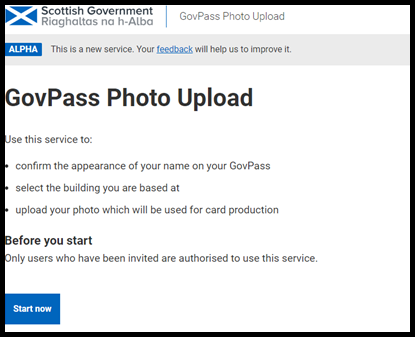 Scottish Government
Riaghaltas na h-Alba
GovPass Photo Upload
ALPHA This is a new service. Your feedback will help us to improve it.
GovPass Photo Upload
Use this service to:
• confirm the appearance of your name on your GovPass
• select the building you are based at
• upload your photo which will be used for card production
Before you start
Only users who have been invited are authorised to use this service.
Start now